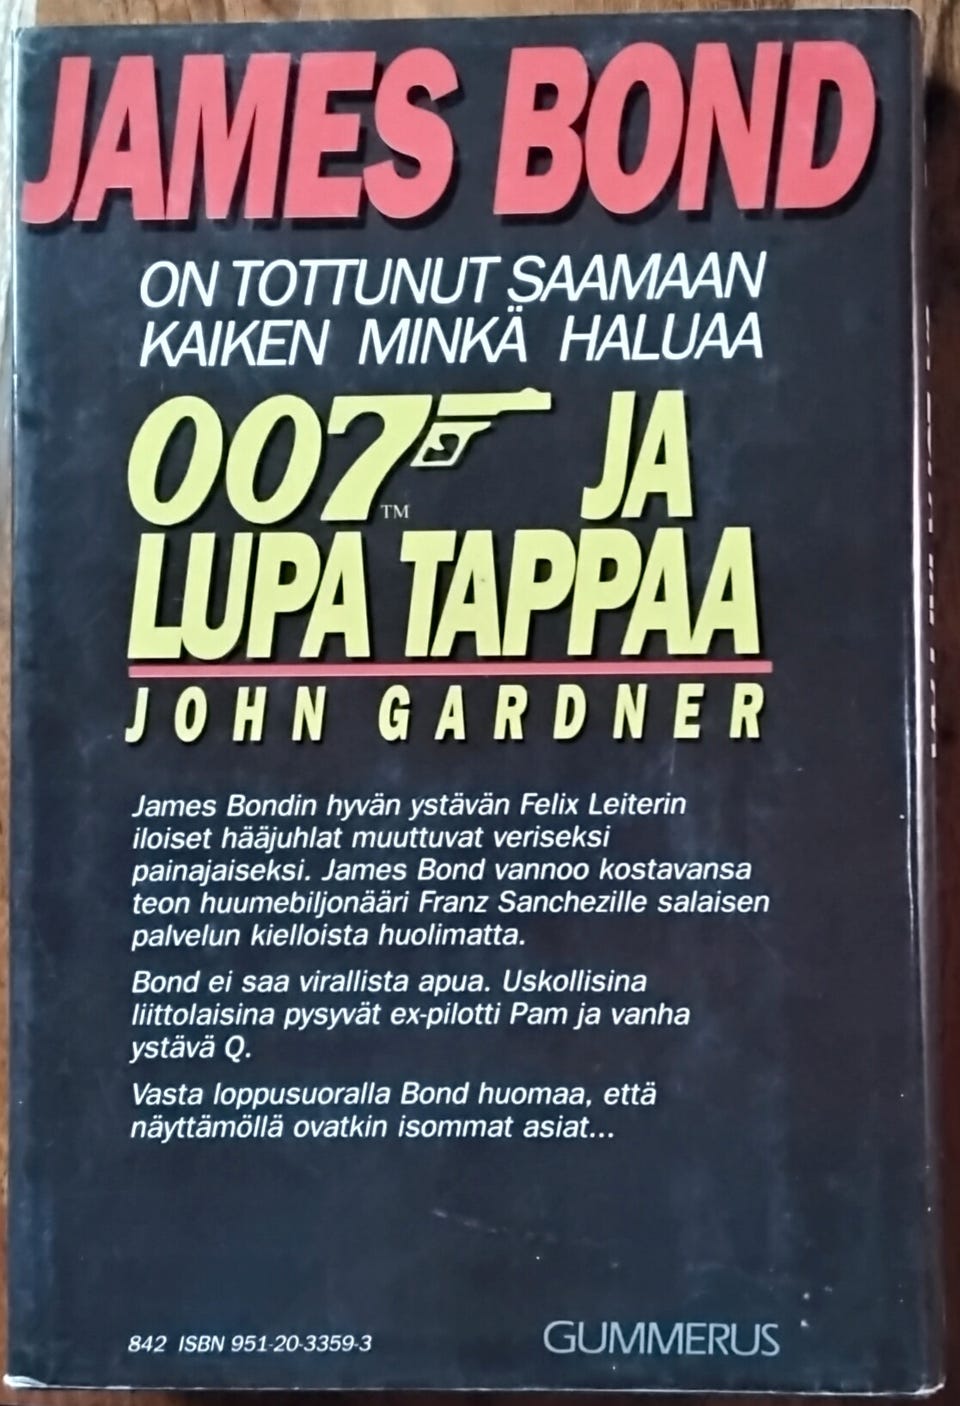 JAMES BOND
ON TOTTUNUT SAAMAAN
KAIKEN MINKÄ HALUAA
007™ JA
LUPA TAPPAA
JOHN GARDNER
James Bondin hyvän ystävän Felix Leiterin
iloiset hääjuhlat muuttuvat veriseksi
painajaiseksi. James Bond vannoo kostavansa
teon huumebiljonääri Franz Sanchezille salaisen
palvelun kielloista huolimatta.
Bond ei saa virallista apua. Uskollisina
liittolaisina pysyvät ex-pilotti Pam ja vanha
ystävä Q.
Vasta loppusuoralla Bond huomaa, että
näyttämöllä ovatkin isommat asiat...
842 ISBN 951-20-3359-3
GUMMERUS